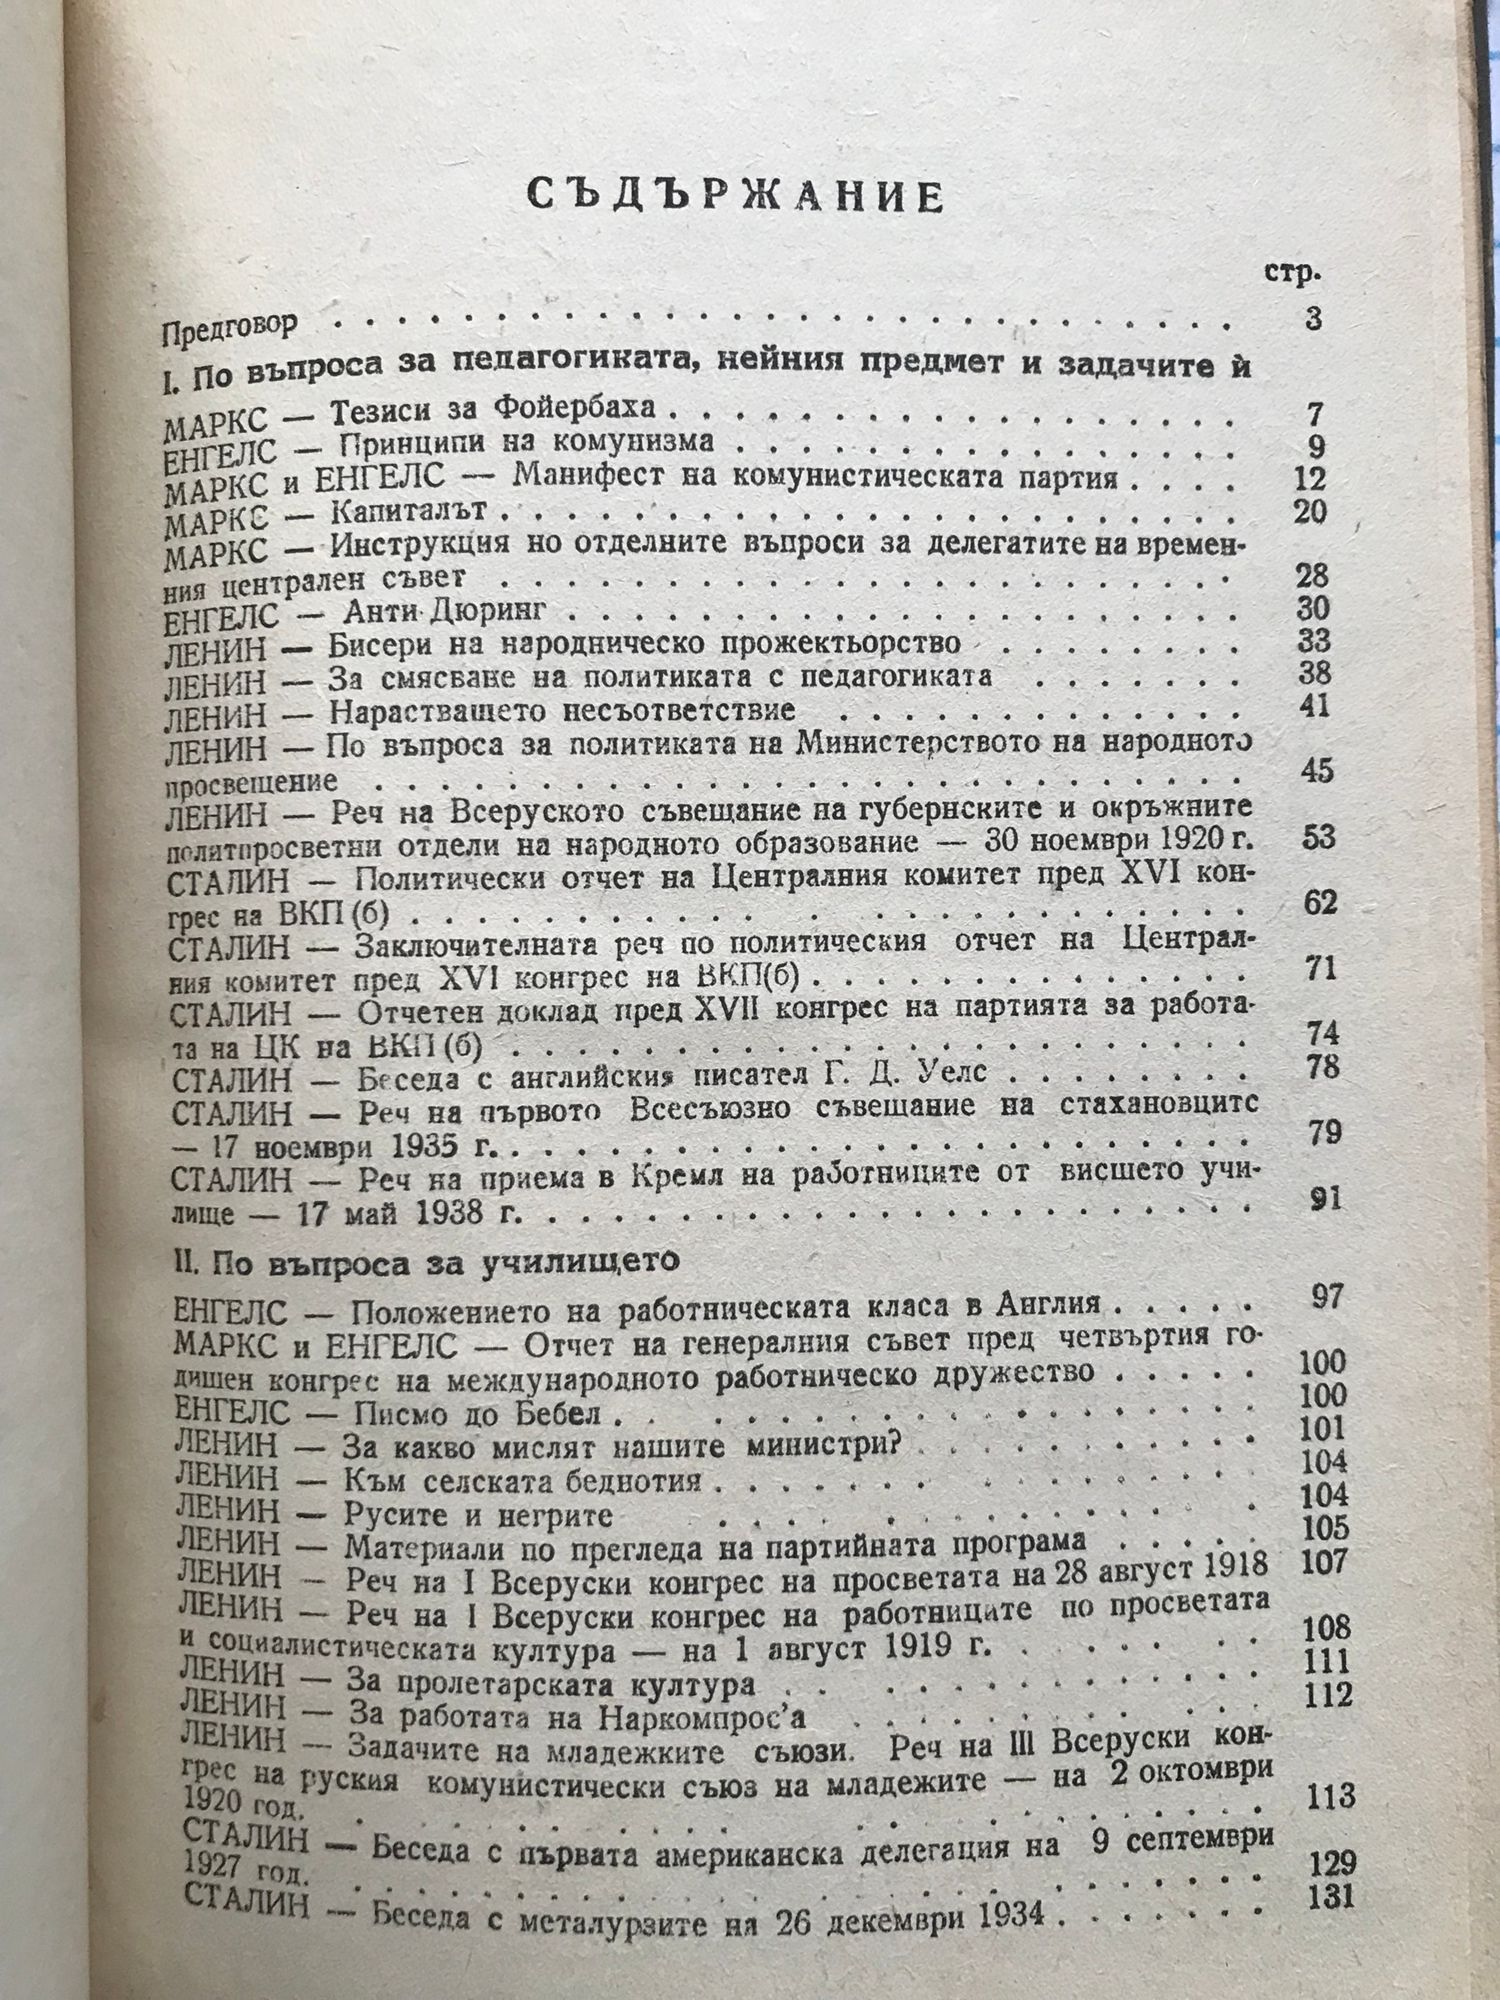 СЪДЪРЖАНИЕ
стр.
Предговор . . . . . . . . . . . . . . . . . . . . . . . . . . . 3
I. По въпроса за педагогиката, нейния предмет и задачите ѝ
МАРКС — Тезиси за Фойербаха . . . . . . . . . . . . . . . . . 7
ЕНГЕЛС — Принципи на комунизма . . . . . . . . . . . . . . . . 9
МАРКС и ЕНГЕЛС — Манифест на комунистическата партия . . . . 12
МАРКС — Капиталът . . . . . . . . . . . . . . . . . . . . . . 20
МАРКС — Инструкция но отделните въпроси за делегатите на времен-
ния централен съвет . . . . . . . . . . . . . . . . . . . . . . 28
ЕНГЕЛС — Анти-Дюринг . . . . . . . . . . . . . . . . . . . . 30
ЛЕНИН — Бисери на народническо прожектьорство . . . . . . . . 33
ЛЕНИН — За смясване на политиката с педагогиката . . . . . . . 38
ЛЕНИН — Нарастващето несъответствие . . . . . . . . . . . . . 41
ЛЕНИН — По въпроса за политиката на Министерството на народното
просвещение . . . . . . . . . . . . . . . . . . . . . . . . . . 45
ЛЕНИН — Реч на Всеруското съвещание на губернските и окръжните
политпросветни отдели на народното образование — 30 ноември 1920 г. 53
СТАЛИН — Политически отчет на Централния комитет пред XVI кон-
грес на ВКП (б) . . . . . . . . . . . . . . . . . . . . . . . . 62
СТАЛИН — Заключителната реч по политическия отчет на Централ-
ния комитет пред XVI конгрес на ВКП(б) . . . . . . . . . . . . . 71
СТАЛИН — Отчетен доклад пред XVII конгрес на партията за работа-
та на ЦК на ВКП (б) . . . . . . . . . . . . . . . . . . . . . . 74
СТАЛИН — Беседа с английския писател Г. Д. Уелс . . . . . . . . 78
СТАЛИН — Реч на първото Всесъюзно съвещание на стахановците
— 17 ноември 1935 г. . . . . . . . . . . . . . . . . . . . . . . 79
СТАЛИН — Реч на приема в Кремл на работниците от висшето учи-
лище — 17 май 1938 г. . . . . . . . . . . . . . . . . . . . . . 91
II. По въпроса за училището
ЕНГЕЛС — Положението на работническата класа в Англия . . . . . 97
МАРКС и ЕНГЕЛС — Отчет на генералния съвет пред четвъртия го-
дишен конгрес на международното работническо дружество . . . . . 100
ЕНГЕЛС — Писмо до Бебел . . . . . . . . . . . . . . . . . . . 100
ЛЕНИН — За какво мислят нашите министри? . . . . . . . . . . . 101
ЛЕНИН — Към селската беднотия . . . . . . . . . . . . . . . . . 104
ЛЕНИН — Русите и негрите . . . . . . . . . . . . . . . . . 104
ЛЕНИН — Материали по прегледа на партийната програма . . . . . 105
ЛЕНИН — Реч на I Всеруски конгрес на просветата на 28 август 1918 107
ЛЕНИН — Реч на I Всеруски конгрес на работниците по просветата
и социалистическата култура — на 1 август 1919 г. . . . . . . . 108
ЛЕНИН — За пролетарската култура . . . . . . . . . . . . . . . 111
ЛЕНИН — За работата на Наркомпрос'а . . . . . . . . . . . . . 112
ЛЕНИН — Задачите на младежките съюзи. Реч на III Всеруски кон-
грес на руския комунистически съюз на младежите — на 2 октомври
1920 год. . . . . . . . . . . . . . . . . . . . . . . . . . . . 113
СТАЛИН — Беседа с първата американска делегация на 9 септември
1927 год. . . . . . . . . . . . . . . . . . . . . . . . . . . . 129
СТАЛИН — Беседа с металурзите на 26 декември 1934 . . . . . . . 131